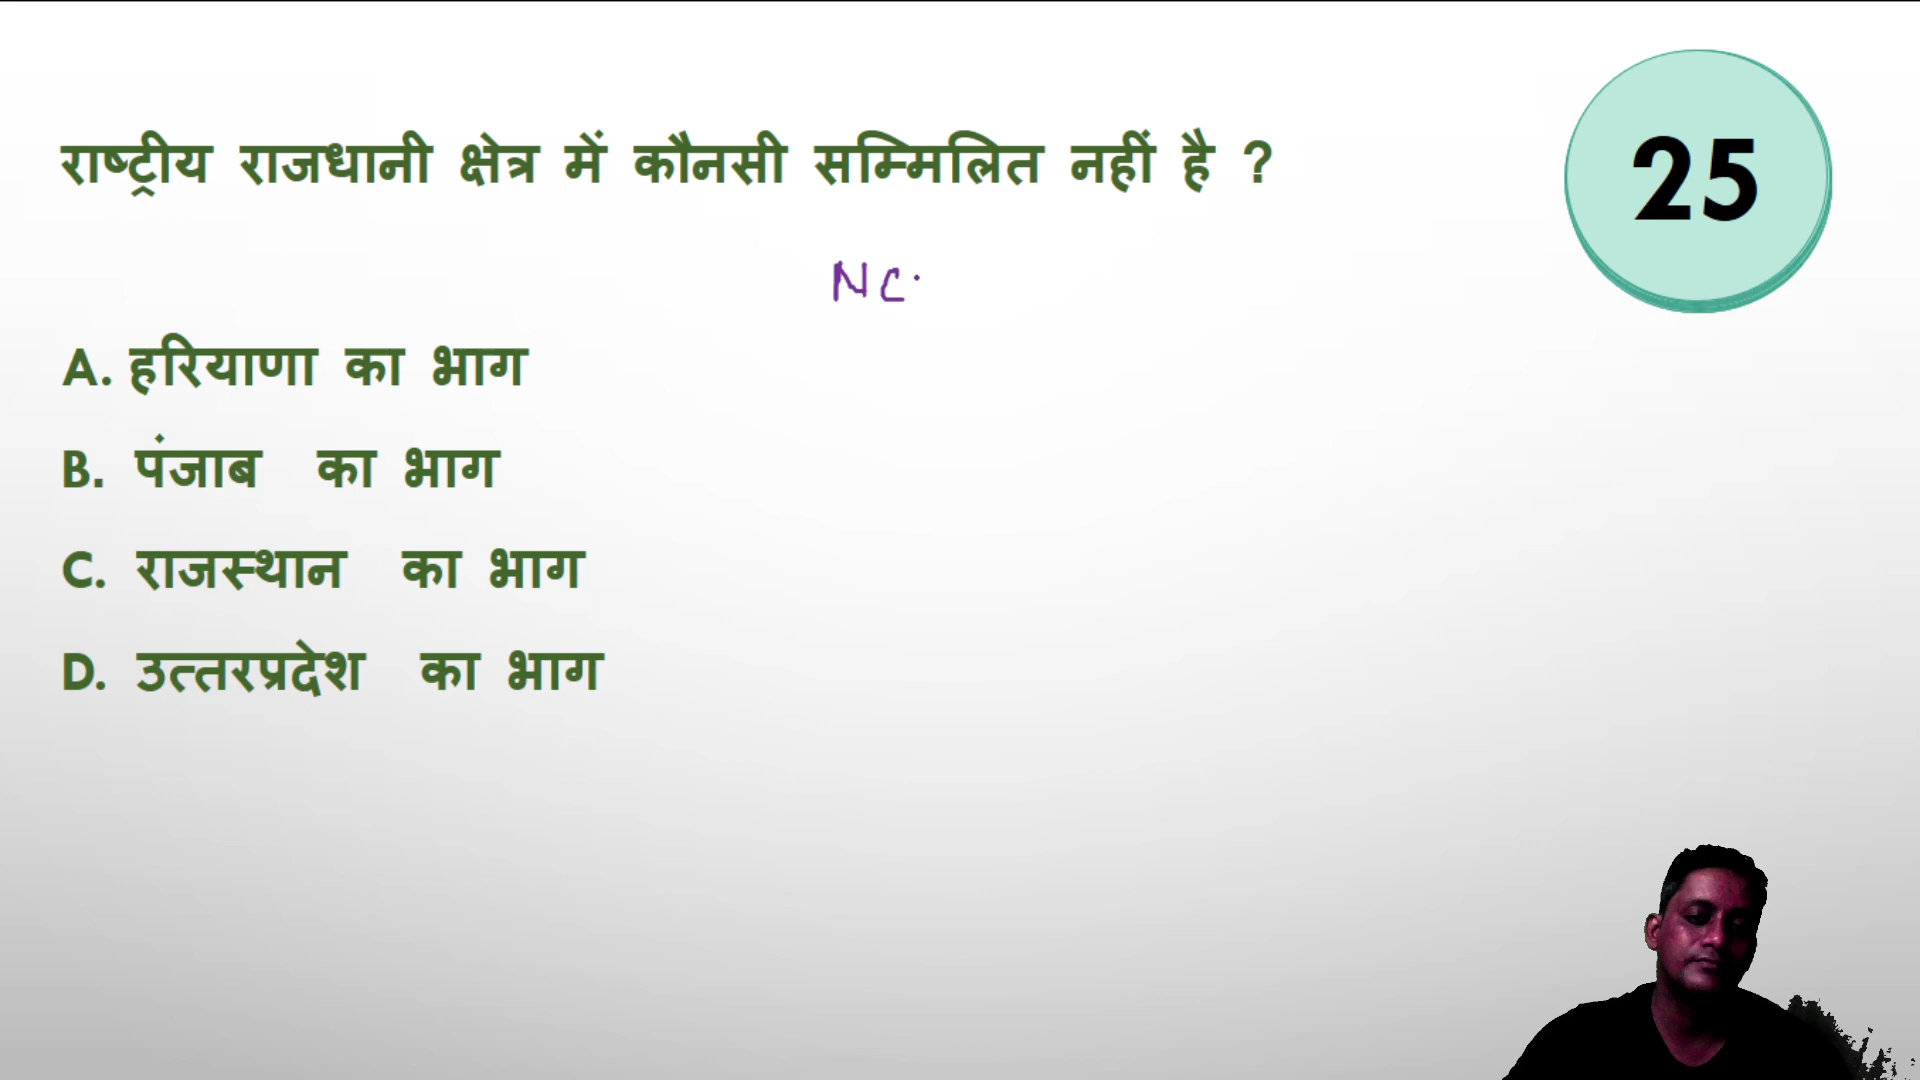 राष्ट्रीय राजधानी क्षेत्र में कौनसी सम्मिलित नहीं है ?
25
NC
A. हरियाणा का भाग
B. पंजाब का भाग
C. राजस्थान का भाग
D. उत्तरप्रदेश का भाग